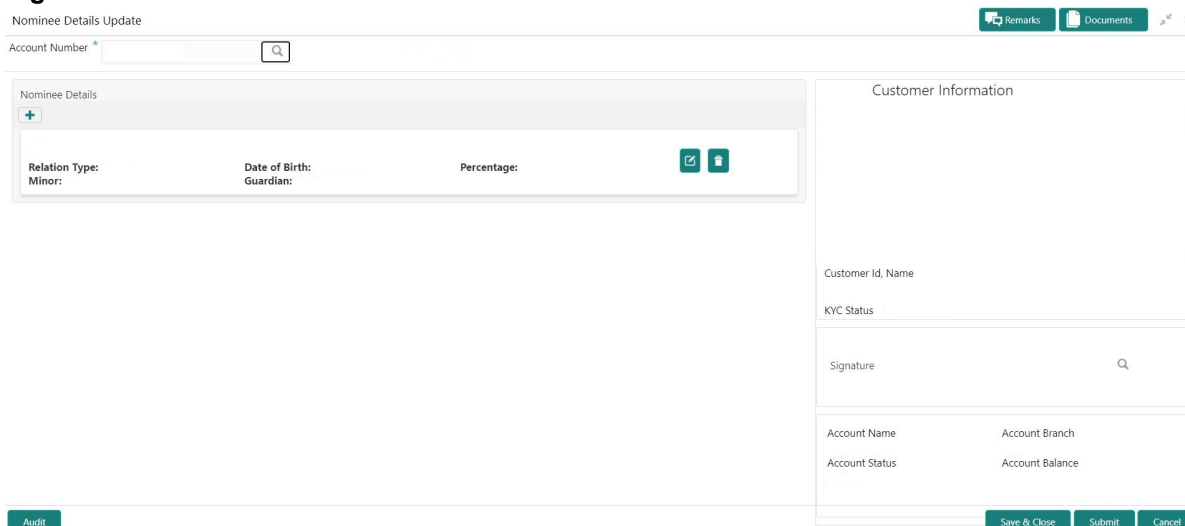 Nominee Details Update
Remarks
Documents
Account Number *
Nominee Details
Relation Type:
Date of Birth:
Percentage:
Minor:
Guardian:
Customer Information
Customer Id, Name
KYC Status
Signature
Account Name
Account Branch
Account Status
Account Balance
Audit
Save & Close
Submit
Cancel